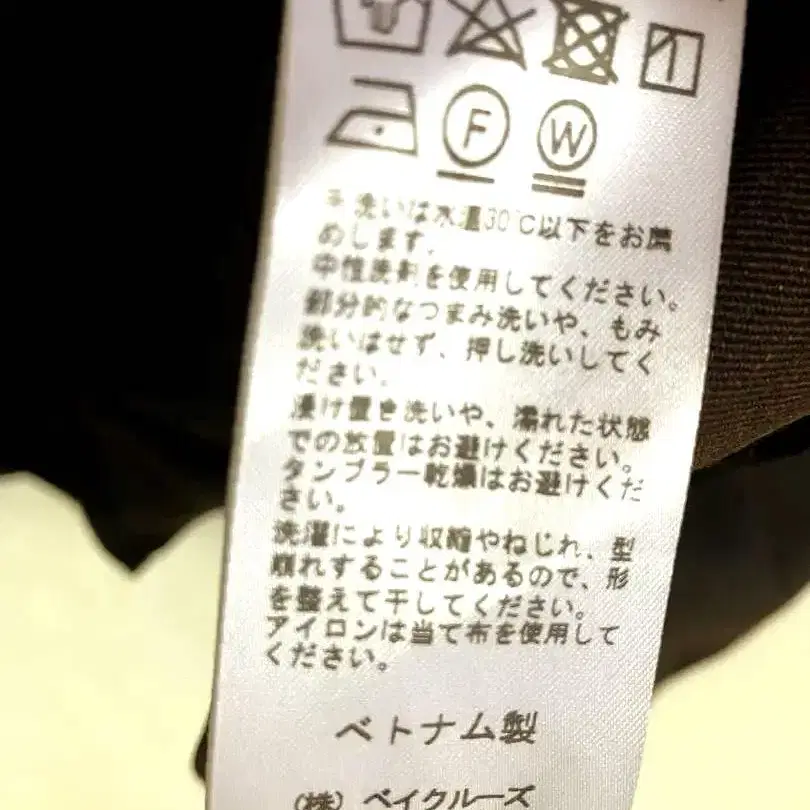 F W
手洗いは水温30℃以下をお薦
めします。
中性洗剤を使用してください。
部分的なつまみ洗いや、もみ
洗いはせず、押し洗いしてく
ださい。
浸け置き洗いや、濡れた状態
での放置はお避けください。
タンブラー乾燥はお避けくだ
さい。
洗濯により収縮やねじれ、型
崩れすることがあるので、形
を整えて干してください。
アイロンは当て布を使用して
ください。
ベトナム製
(株) ベイクルーズ